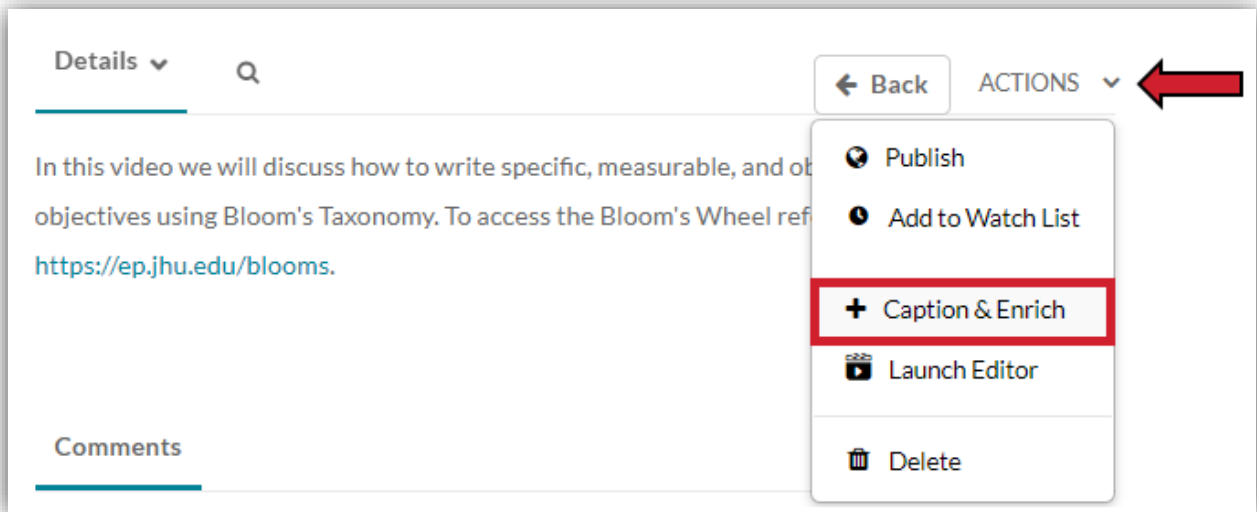 Details
Back
ACTIONS
In this video we will discuss how to write specific, measurable, and
objectives using Bloom's Taxonomy. To access the Bloom's Wheel
https://ep.jhu.edu/blooms.
Publish
Add to Watch List
Caption & Enrich
Launch Editor
Delete
Comments